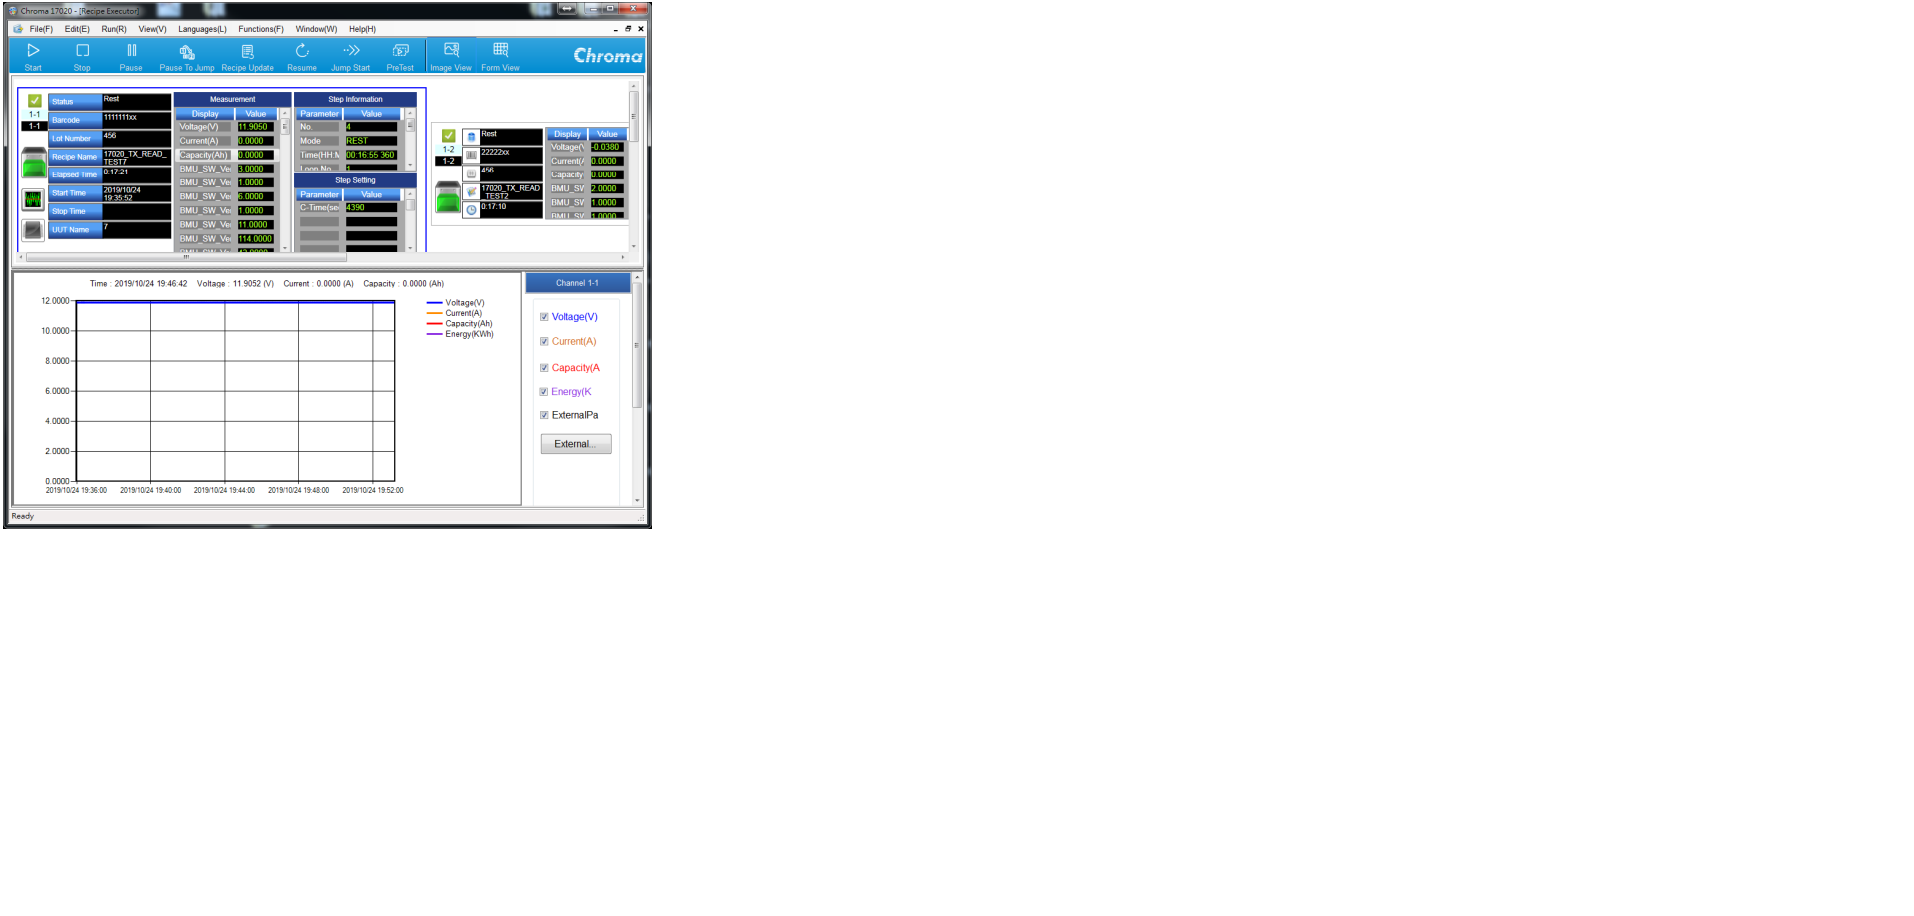 Chroma 17020 - [Recipe Executor]
File(F) Edit(E) Run(R) View(V) Languages(L) Functions(F) Window(W) Help(H)
Start Stop Pause Pause To Jump Recipe Update Resume Jump Start PreTest Image View Form View
Chroma
1-1
1-1
Status Rest
Barcode 1111111xx
Lot Number 456
Recipe Name 17020_TX_READ_
TEST7
Elapsed Time 0:17:21
Start Time 2019/10/24
19:35:52
Stop Time
UUT Name 7
Measurement
Display Value
Voltage(V) 11.9050
Current(A) 0.0000
Capacity(Ah) 0.0000
BMU_SW_Ve 3.0000
BMU_SW_Ve 1.0000
BMU_SW_Ve 6.0000
BMU_SW_Ve 1.0000
BMU_SW_Ve 11.0000
BMU_SW_Ve 114.0000
Step Information
Parameter Value
No. 4
Mode REST
Time(HH:M 00:16:55 360
Loop No. 1
Step Setting
Parameter Value
C-Time(se 4390
1-2
1-2
Rest
22222xx
456
17020_TX_READ
_TEST2
0:17:10
Display Value
Voltage(V -0.0380
Current(A 0.0000
Capacity( 0.0000
BMU_SW 2.0000
BMU_SW 1.0000
BMU_SW 1.0000
Time : 2019/10/24 19:46:42 Voltage : 11.9052 (V) Current : 0.0000 (A) Capacity : 0.0000 (Ah)
12.0000
10.0000
8.0000
6.0000
4.0000
2.0000
0.0000
2019/10/24 19:36:00 2019/10/24 19:40:00 2019/10/24 19:44:00 2019/10/24 19:48:00 2019/10/24 19:52:00
Voltage(V)
Current(A)
Capacity(Ah)
Energy(KWh)
Channel 1-1
Voltage(V)
Current(A)
Capacity(A
Energy(K
ExternalPa
External...
Ready